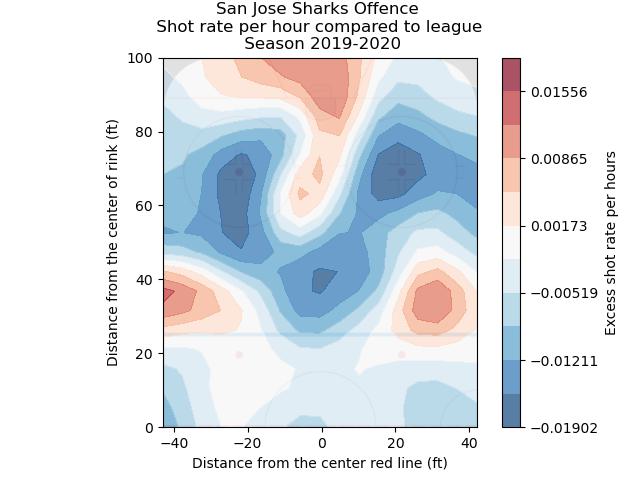 San Jose Sharks Offence
Shot rate per hour compared to league
Season 2019-2020
100
80
60
40
20
0
Distance from the center of rink (ft)
−40
−20
0
20
40
Distance from the center red line (ft)
0.01556
0.00865
0.00173
−0.00519
−0.01211
−0.01902
Excess shot rate per hours